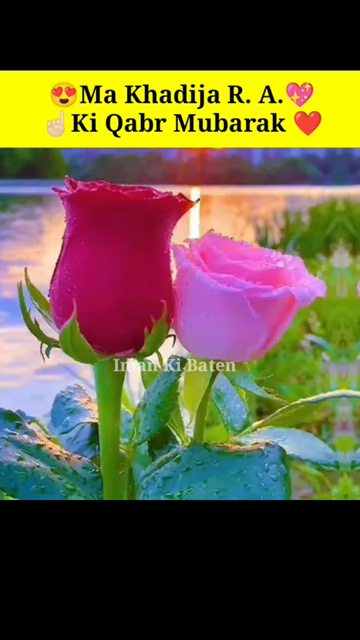 😍Ma Khadija R. A.💖
☝🏻Ki Qabr Mubarak ❤️
Iman Ki Baten